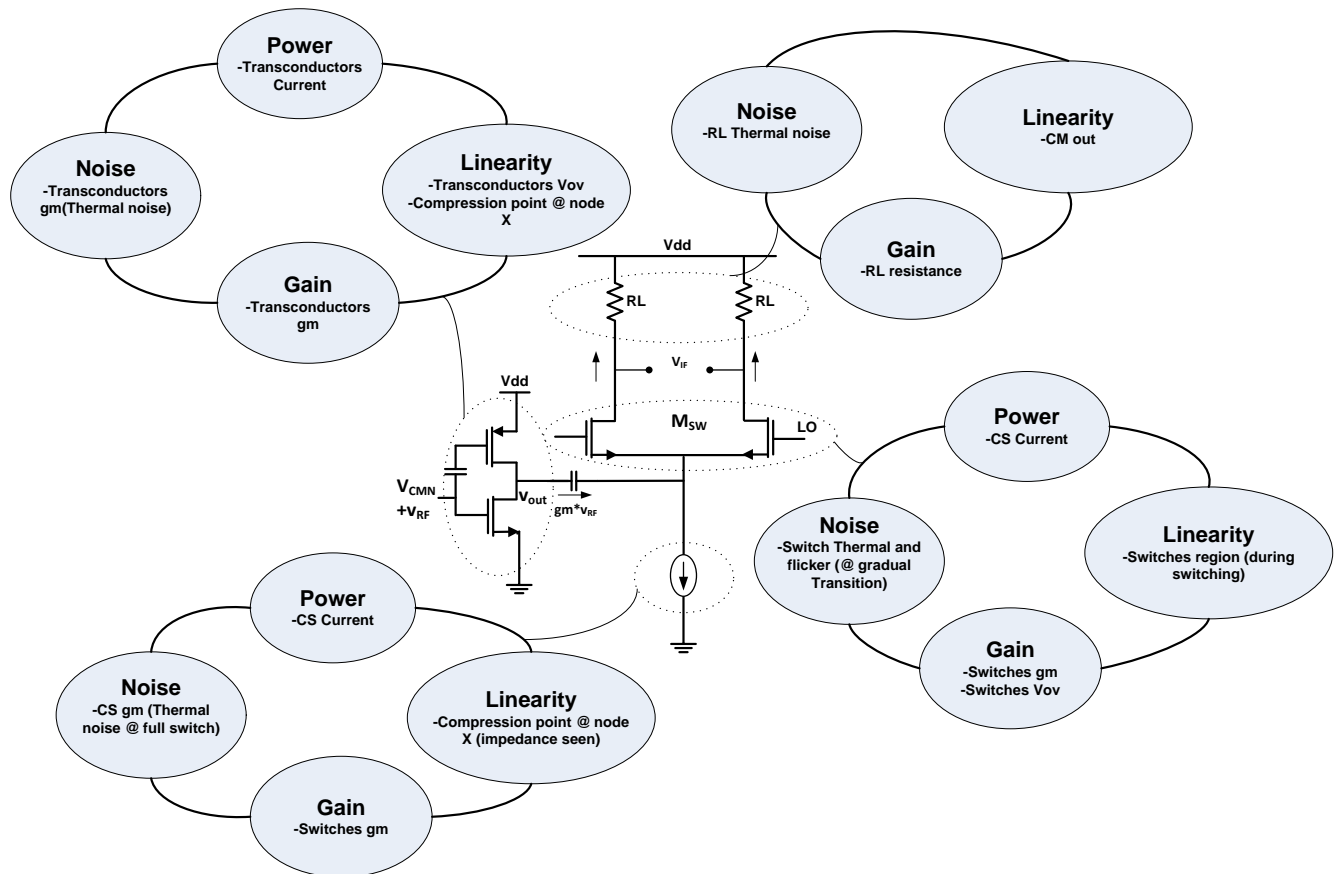 Power
-Transconductors
Current
Noise
-Transconductors
gm(Thermal noise)
Linearity
-Transconductors Vov
-Compression point @ node
X
Gain
-Transconductors
gm
Noise
-RL Thermal noise
Linearity
-CM out
Gain
-RL resistance
Vdd
RL
RL
VIF
Vdd
MSW
LO
VCMN
+vRF
vout
gm*vRF
Power
-CS Current
Noise
-Switch Thermal and
flicker (@ gradual
Transition)
Linearity
-Switches region (during
switching)
Gain
-Switches gm
-Switches Vov
Power
-CS Current
Noise
-CS gm (Thermal
noise @ full switch)
Linearity
-Compression point @ node
X (impedance seen)
Gain
-Switches gm